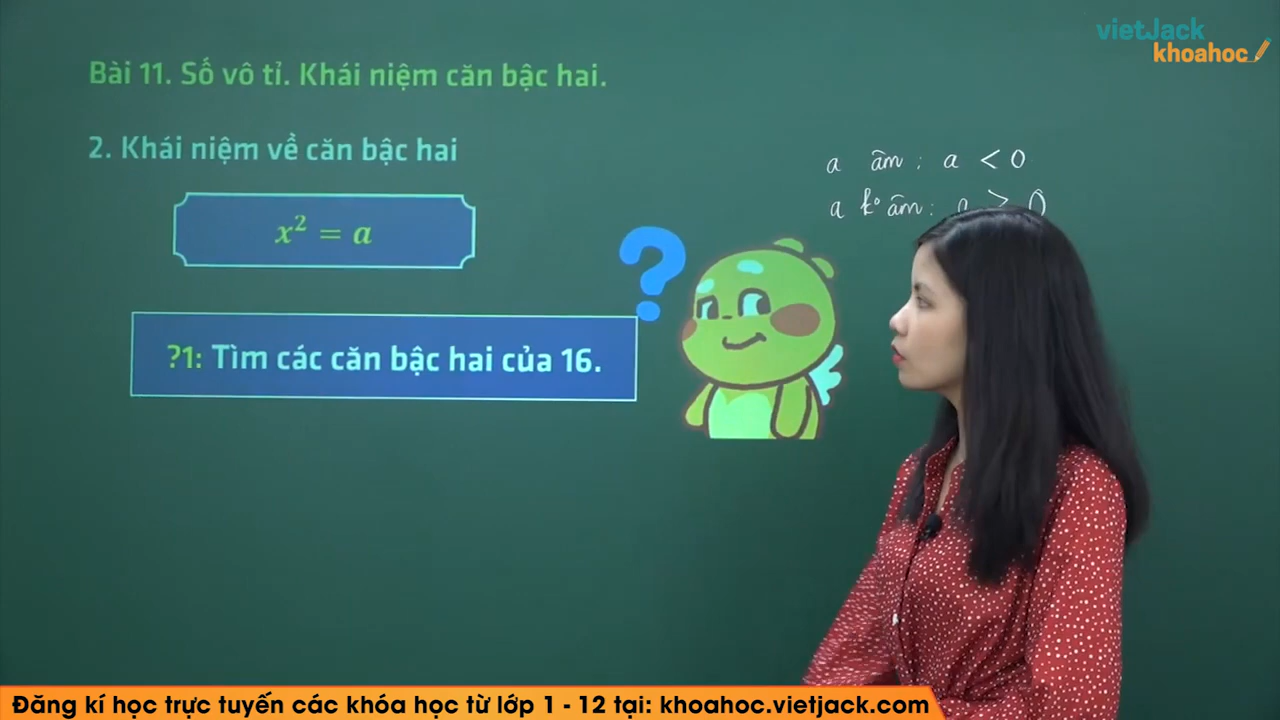 vietJack
khoahoc
Bài 11. Số vô tỉ. Khái niệm căn bậc hai.
2. Khái niệm về căn bậc hai
x² = a
?1: Tìm các căn bậc hai của 16.
a âm : a < 0
a k° âm : a ≥ 0
Đăng kí học trực tuyến các khóa học từ lớp 1 - 12 tại: khoahoc.vietjack.com